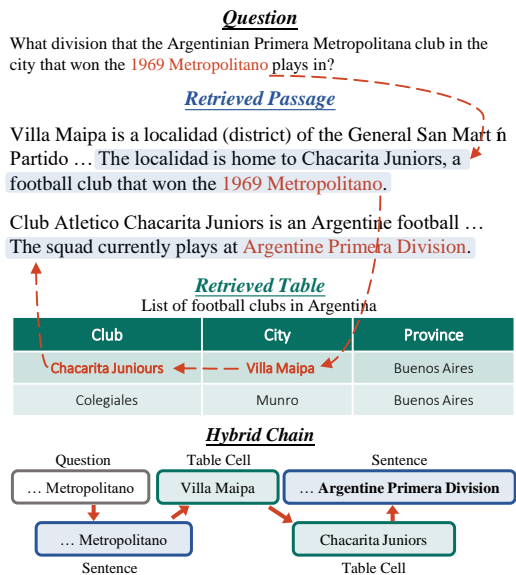 Question
What division that the Argentinian Primera Metropolitana club in the
city that won the 1969 Metropolitano plays in?
Retrieved Passage
Villa Maipa is a localidad (district) of the General San Mart ń
Partido … The localidad is home to Chacarita Juniors, a
football club that won the 1969 Metropolitano.
Club Atletico Chacarita Juniors is an Argentine football …
The squad currently plays at Argentine Primera Division.
Retrieved Table
List of football clubs in Argentina
Club City Province
Chacarita Juniours Villa Maipa Buenos Aires
Colegiales Munro Buenos Aires
Hybrid Chain
Question Table Cell Sentence
… Metropolitano Villa Maipa … Argentine Primera Division
… Metropolitano Chacarita Juniors
Sentence Table Cell